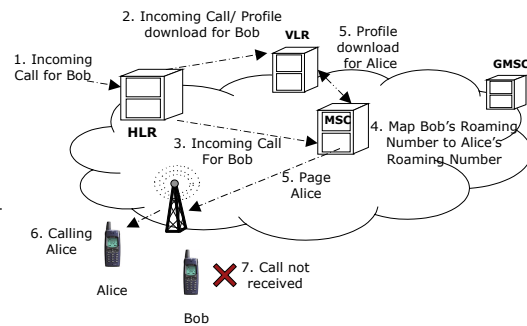 2. Incoming Call/ Profile
download for Bob
VLR
5. Profile
download
for Alice
GMSC
1. Incoming
Call for Bob
HLR
MSC
4. Map Bob's Roaming
Number to Alice's
Roaming Number
3. Incoming Call
For Bob
5. Page
Alice
6. Calling
Alice
7. Call not
received
Alice
Bob